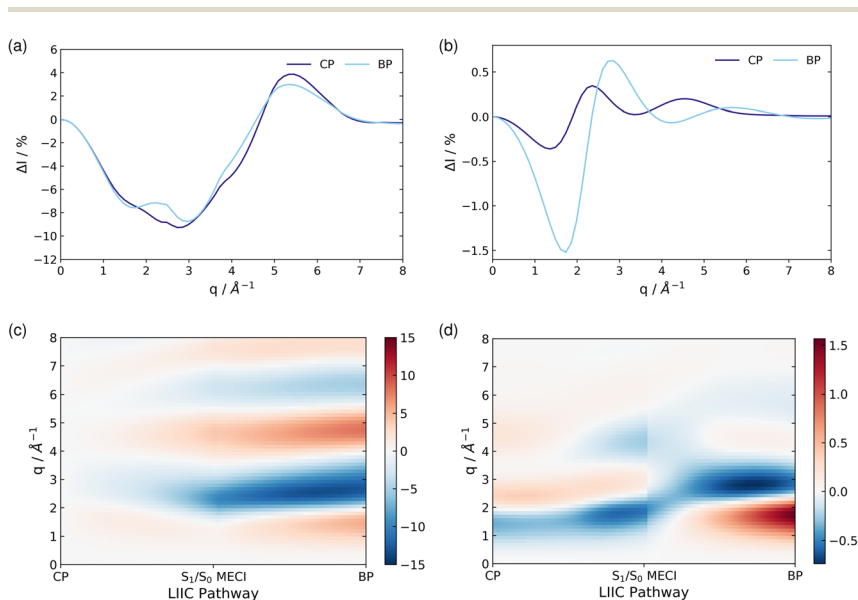 (a)
CP BP
6
4
2
0
−2
−4
−6
−8
−10
−12
ΔI / %
0 1 2 3 4 5 6 7 8
q / Å⁻¹
(b)
CP BP
0.5
0.0
−0.5
−1.0
−1.5
ΔI / %
0 1 2 3 4 5 6 7 8
q / Å⁻¹
(c)
8
7
6
5
4
3
2
1
0
q / Å⁻¹
CP S₁/S₀ MECI BP
LIIC Pathway
15
10
5
0
−5
−10
−15
(d)
8
7
6
5
4
3
2
1
0
q / Å⁻¹
CP S₁/S₀ MECI BP
LIIC Pathway
1.5
1.0
0.5
0.0
−0.5